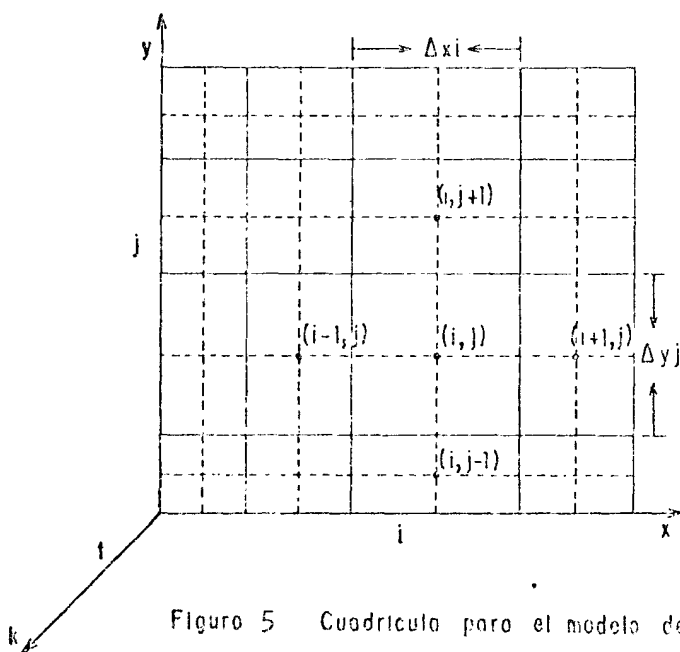 y
Δxi
(i,j+1)
j
(i-1,j)
(i,j)
(i+1,j)
Δyj
(i,j-1)
x
i
t
k
Figura 5 Cuadricula para el modelo de